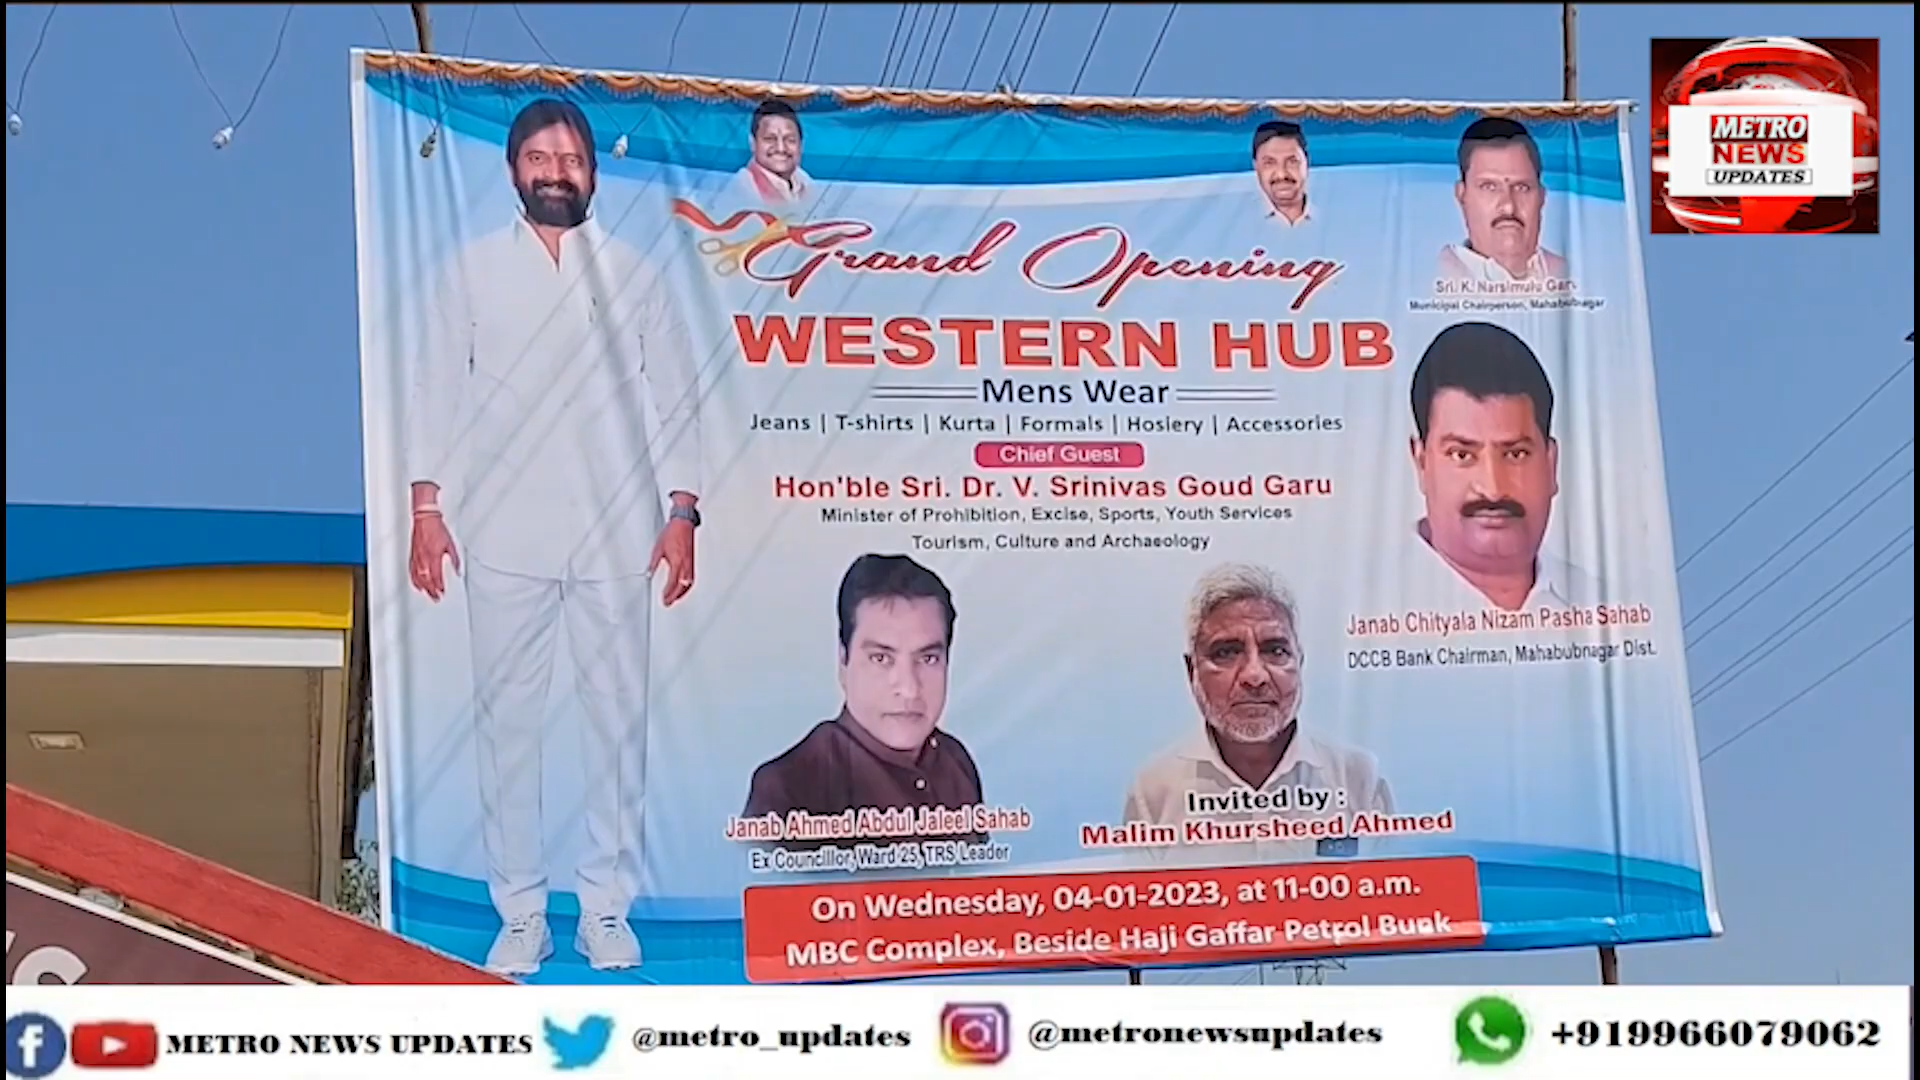 METRO
NEWS
UPDATES
Sri. K. Narsimulu Garu
Municipal Chairperson, Mahabubnagar
Grand Opening
WESTERN HUB
Mens Wear
Jeans | T-shirts | Kurta | Formals | Hosiery | Accessories
Chief Guest
Hon'ble Sri. Dr. V. Srinivas Goud Garu
Minister of Prohibition, Excise, Sports, Youth Services
Tourism, Culture and Archaeology
Janab Chityala Nizam Pasha Sahab
DCCB Bank Chairman, Mahabubnagar Dist.
Janab Ahmed Abdul Jaleel Sahab
Ex Councillor, Ward 25, TRS Leader
Invited by :
Malim Khursheed Ahmed
On Wednesday, 04-01-2023, at 11-00 a.m.
MBC Complex, Beside Haji Gaffar Petrol Bunk
METRO NEWS UPDATES @metro_updates @metronewsupdates +919966079062